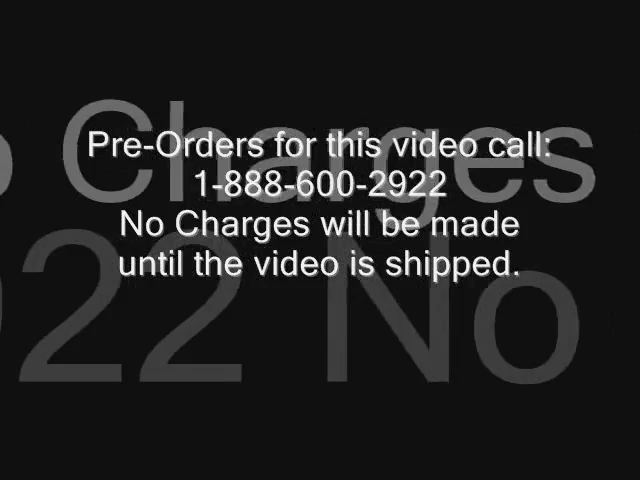 Pre-Orders for this video call:
1-888-600-2922
No Charges will be made
until the video is shipped.
o Charges
922 No